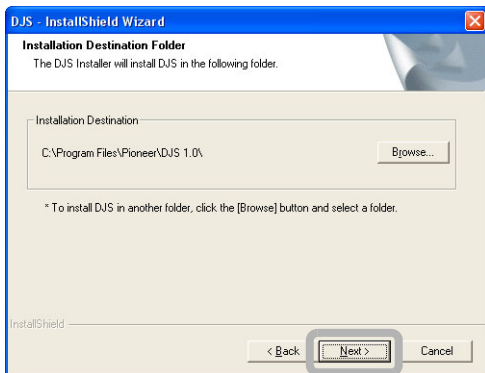 DJS - InstallShield Wizard
Installation Destination Folder
The DJS Installer will install DJS in the following folder.
Installation Destination
C:\Program Files\Pioneer\DJS 1.0\
Browse...
* To install DJS in another folder, click the [Browse] button and select a folder.
InstallShield
< Back
Next >
Cancel